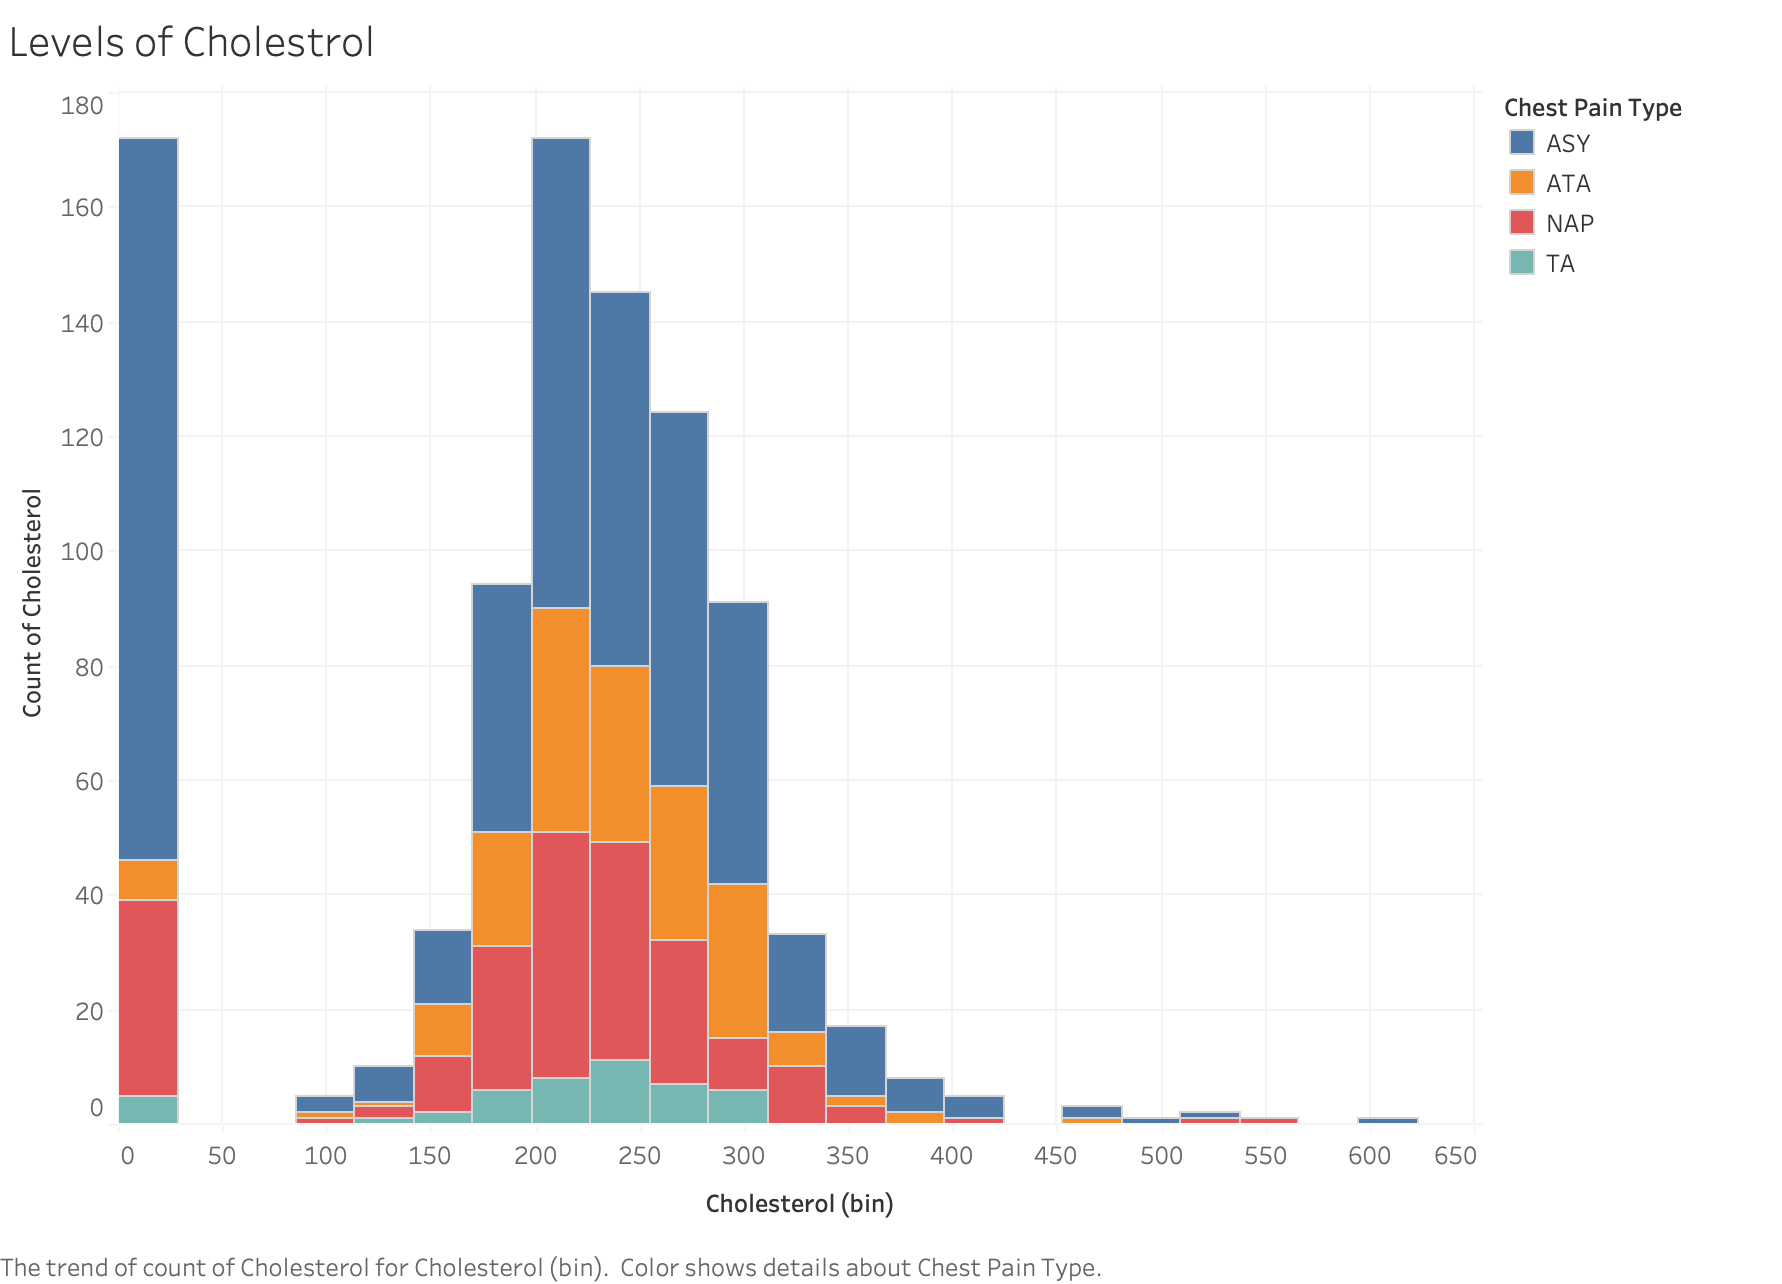 Levels of Cholestrol
Chest Pain Type
ASY
ATA
NAP
TA
180
160
140
120
100
80
60
40
20
0
Count of Cholesterol
0 50 100 150 200 250 300 350 400 450 500 550 600 650
Cholesterol (bin)
The trend of count of Cholesterol for Cholesterol (bin).  Color shows details about Chest Pain Type.